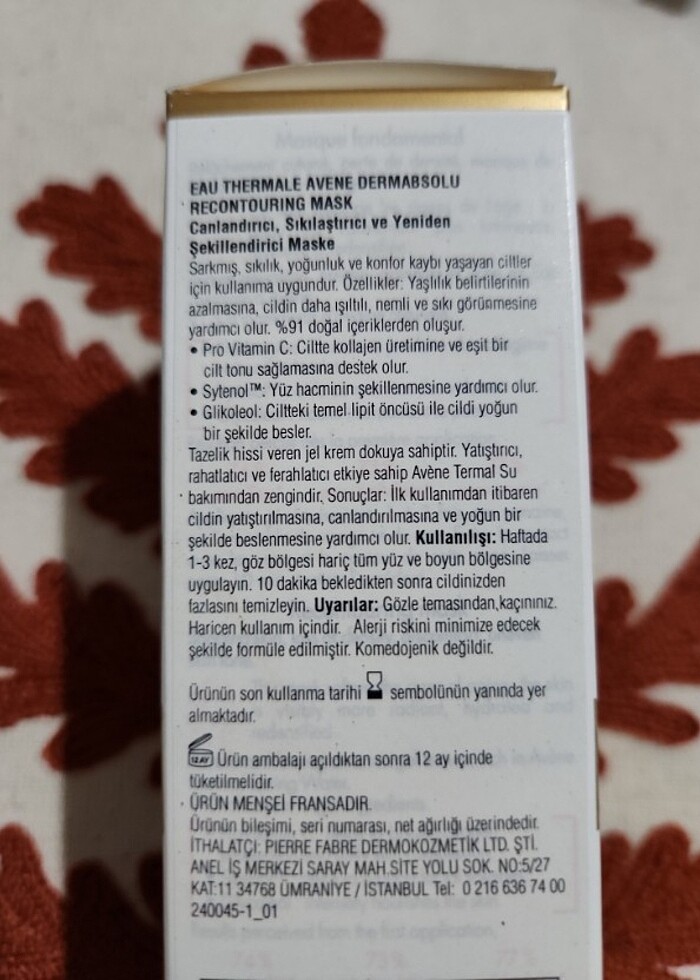 EAU THERMALE AVENE DERMABSOLU
RECONTOURING MASK
Canlandırıcı, Sıkılaştırıcı ve Yeniden
Şekillendirici Maske
Sarkmış, sıkılık, yoğunluk ve konfor kaybı yaşayan ciltler
için kullanıma uygundur. Özellikler: Yaşlılık belirtilerinin
azalmasına, cildin daha ışıltılı, nemli ve sıkı görünmesine
yardımcı olur. %91 doğal içeriklerden oluşur.
• Pro Vitamin C: Ciltte kollajen üretimine ve eşit bir
cilt tonu sağlamasına destek olur.
• Sytenol™: Yüz hacminin şekillenmesine yardımcı olur.
• Glikoleol: Ciltteki temel lipit öncüsü ile cildi yoğun
bir şekilde besler.
Tazelik hissi veren jel krem dokuya sahiptir. Yatıştırıcı,
rahatlatıcı ve ferahlatıcı etkiye sahip Avène Termal Su
bakımından zengindir. Sonuçlar: İlk kullanımdan itibaren
cildin yatıştırılmasına, canlandırılmasına ve yoğun bir
şekilde beslenmesine yardımcı olur. Kullanılışı: Haftada
1-3 kez, göz bölgesi hariç tüm yüz ve boyun bölgesine
uygulayın. 10 dakika bekledikten sonra cildinizden
fazlasını temizleyin. Uyarılar: Gözle temasından,kaçınınız.
Haricen kullanım içindir. Alerji riskini minimize edecek
şekilde formüle edilmiştir. Komedojenik değildir.
Ürünün son kullanma tarihi sembolünün yanında yer
almaktadır.
12 AY Ürün ambalajı açıldıktan sonra 12 ay içinde
tüketilmelidir.
ÜRÜN MENŞEİ FRANSADIR.
Ürünün bileşimi, seri numarası, net ağırlığı üzerindedir.
İTHALATÇI: PIERRE FABRE DERMOKOZMETİK LTD. ŞTİ.
ANEL İŞ MERKEZİ SARAY MAH.SİTE YOLU SOK. NO:5/27
KAT:11 34768 ÜMRANİYE / İSTANBUL Tel: 0 216 636 74 00
240045-1_01